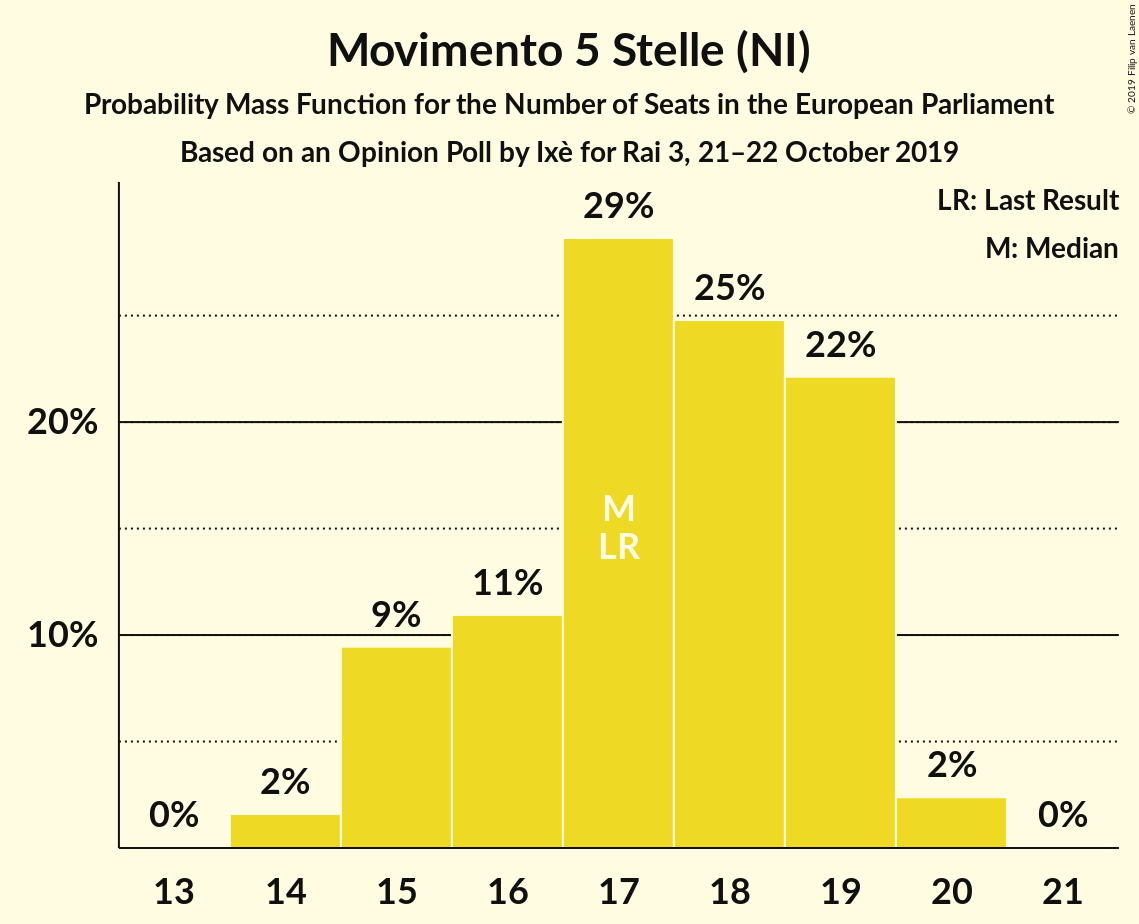 Movimento 5 Stelle (NI)
Probability Mass Function for the Number of Seats in the European Parliament
Based on an Opinion Poll by Ixè for Rai 3, 21–22 October 2019
© 2019 Filip van Laenen
LR: Last Result
M: Median
29%
25%
22%
20%
M
LR
11%
9%
10%
2%
2%
0%
0%
13 14 15 16 17 18 19 20 21